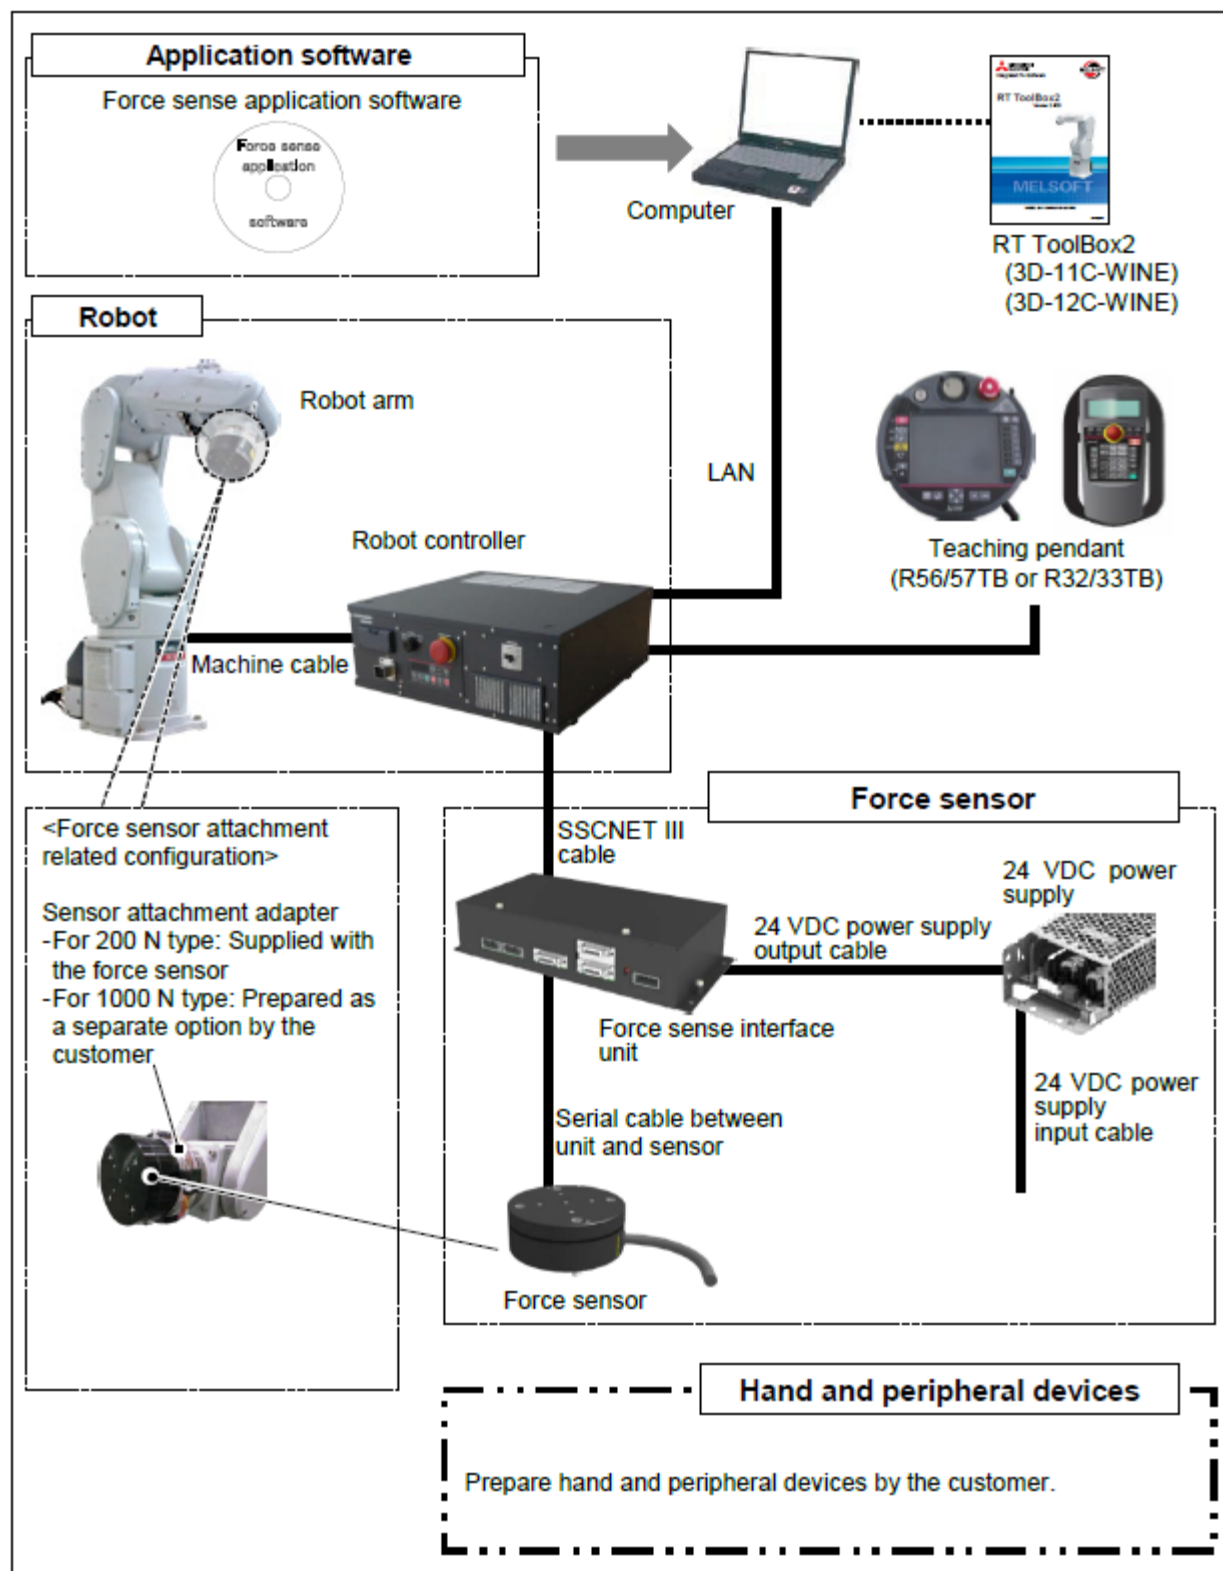 Application software
Force sense application software
Force sense
application
software
Computer
RT ToolBox2
MELSOFT
RT ToolBox2
(3D-11C-WINE)
(3D-12C-WINE)
Robot
Robot arm
LAN
Robot controller
Teaching pendant
(R56/57TB or R32/33TB)
Machine cable
Force sensor
<Force sensor attachment
related configuration>
Sensor attachment adapter
-For 200 N type: Supplied with
the force sensor
-For 1000 N type: Prepared as
a separate option by the
customer
SSCNET III
cable
24 VDC power
supply
24 VDC power supply
output cable
Force sense interface
unit
24 VDC power
supply
input cable
Serial cable between
unit and sensor
Force sensor
Hand and peripheral devices
Prepare hand and peripheral devices by the customer.